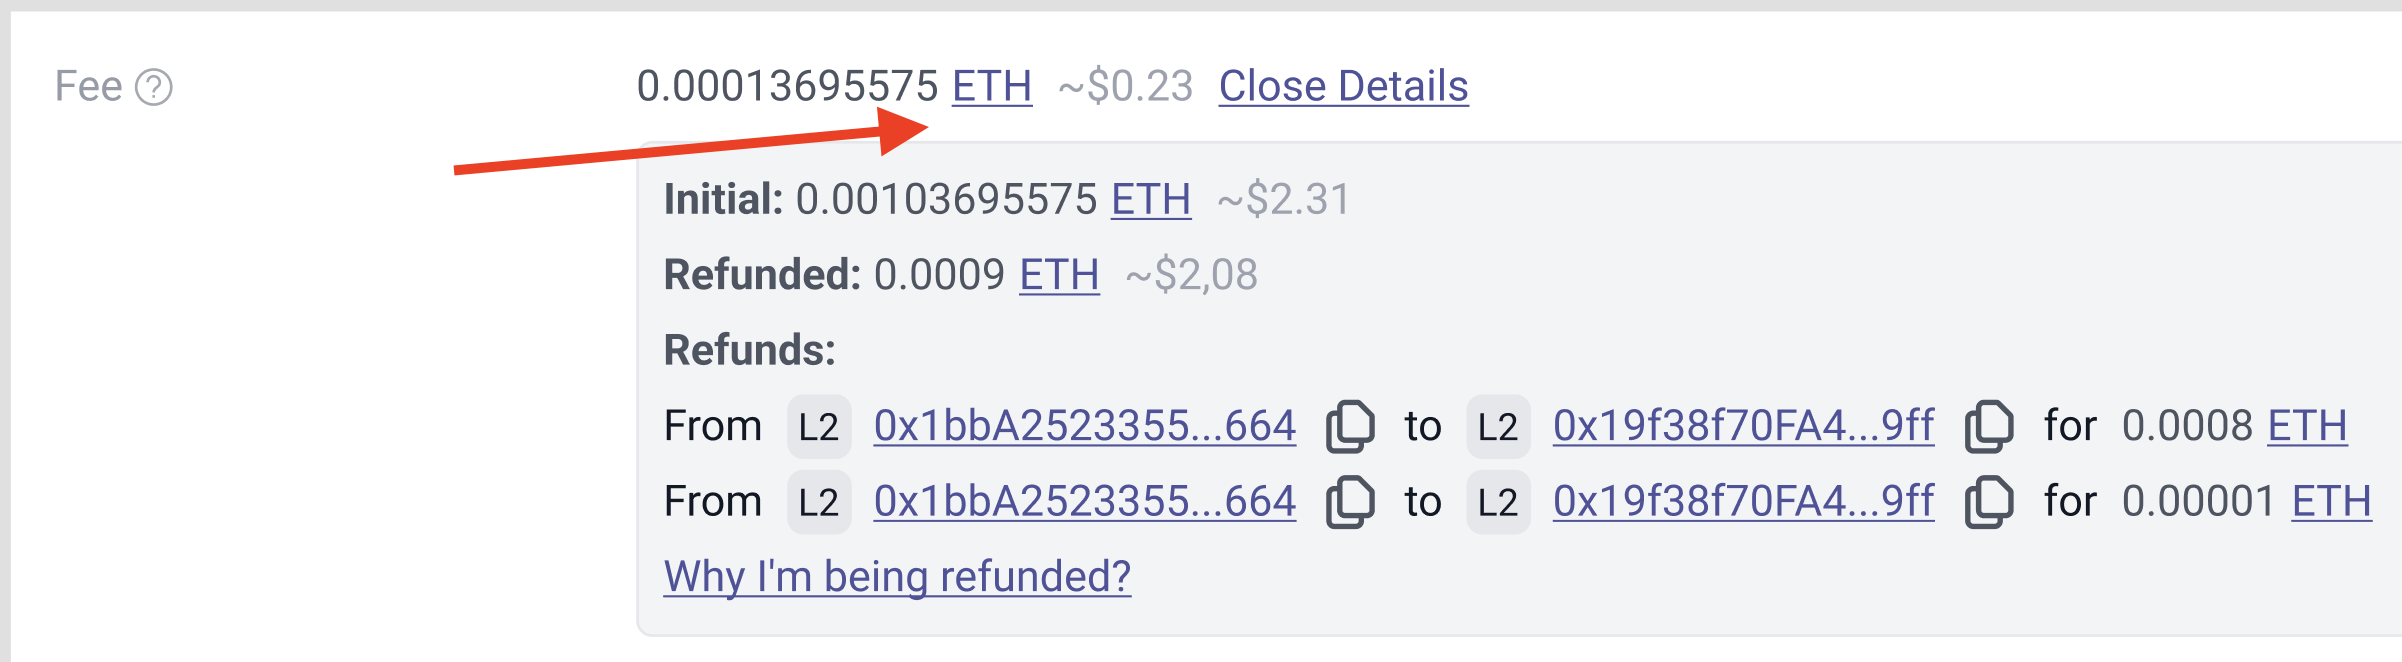 Fee ? 0.00013695575 ETH ~$0.23 Close Details
Initial: 0.00103695575 ETH ~$2.31
Refunded: 0.0009 ETH ~$2,08
Refunds:
From L2 0x1bbA2523355...664 to L2 0x19f38f70FA4...9ff for 0.0008 ETH
From L2 0x1bbA2523355...664 to L2 0x19f38f70FA4...9ff for 0.00001 ETH
Why I'm being refunded?